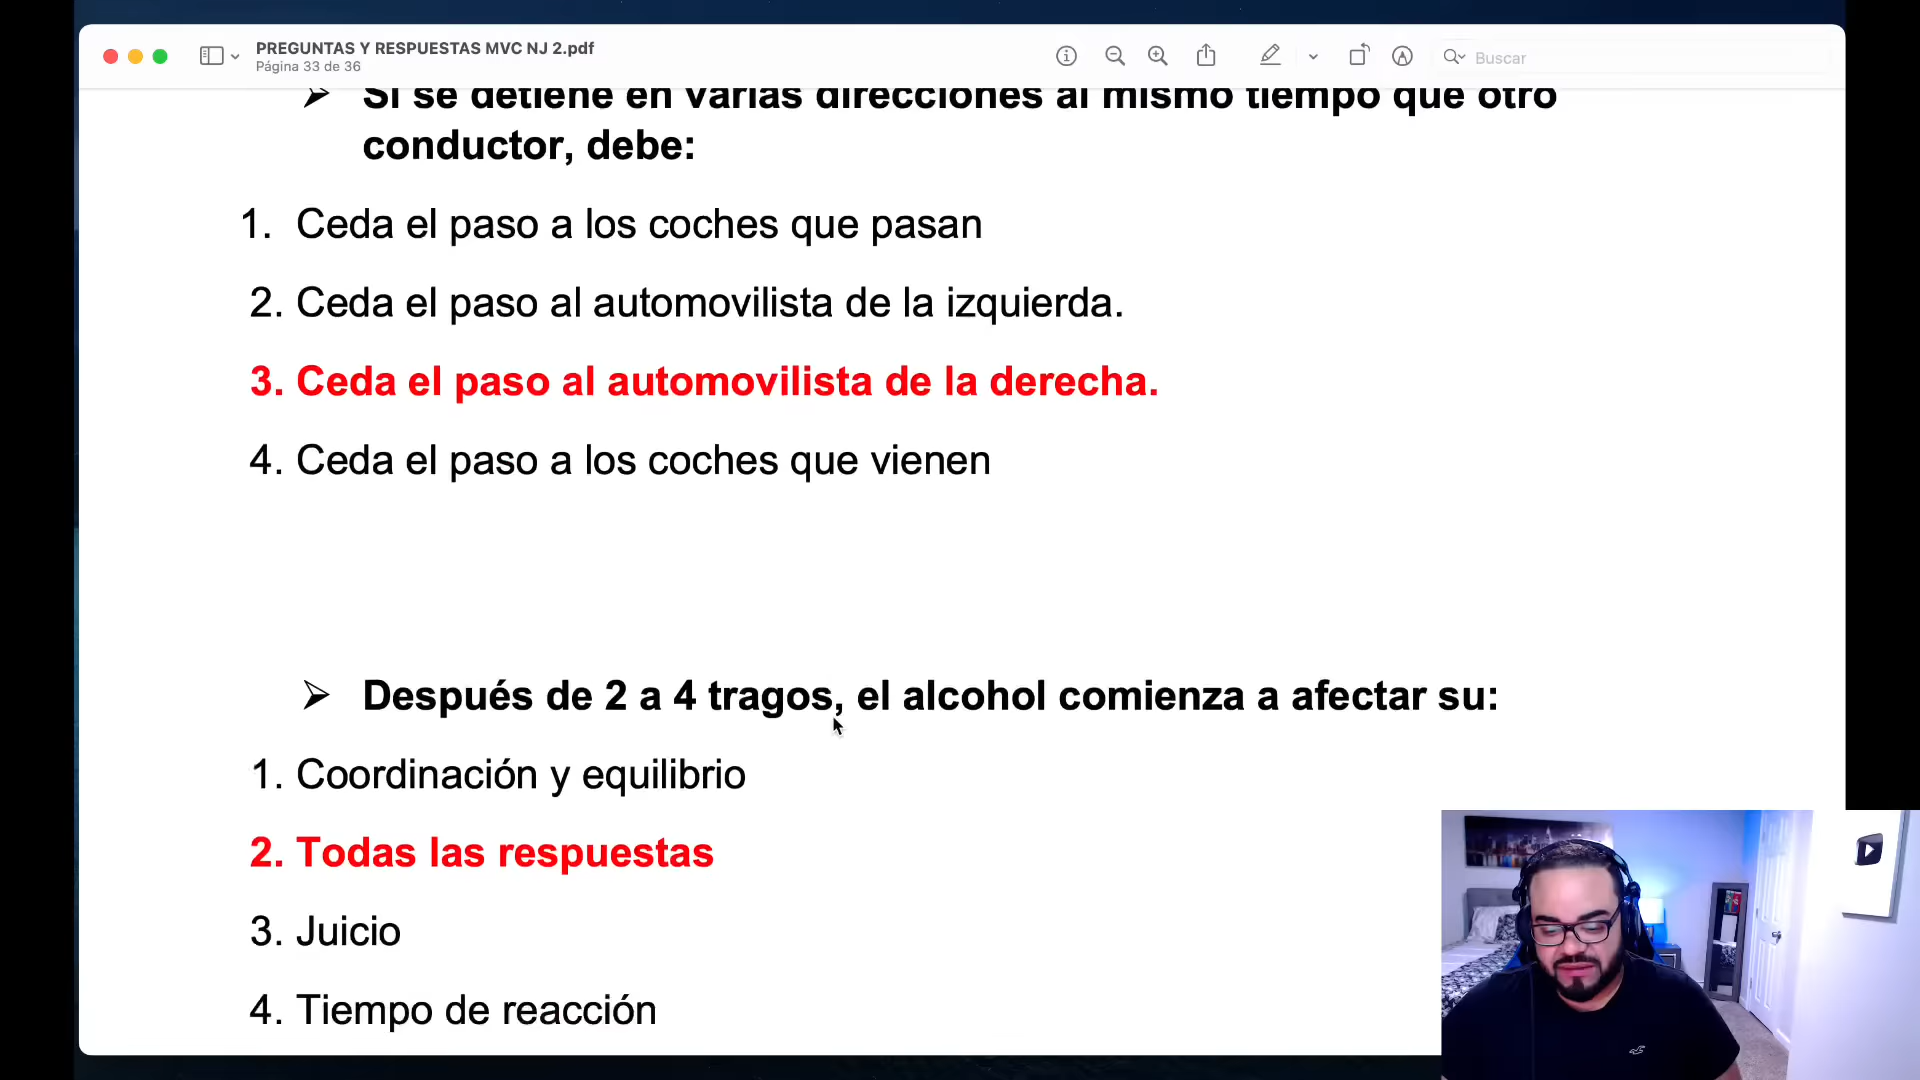 PREGUNTAS Y RESPUESTAS MVC NJ 2.pdf
Página 33 de 36
Buscar
➢ Si se detiene en varias direcciones al mismo tiempo que otro
conductor, debe:
1. Ceda el paso a los coches que pasan
2. Ceda el paso al automovilista de la izquierda.
3. Ceda el paso al automovilista de la derecha.
4. Ceda el paso a los coches que vienen
➢ Después de 2 a 4 tragos, el alcohol comienza a afectar su:
1. Coordinación y equilibrio
2. Todas las respuestas
3. Juicio
4. Tiempo de reacción